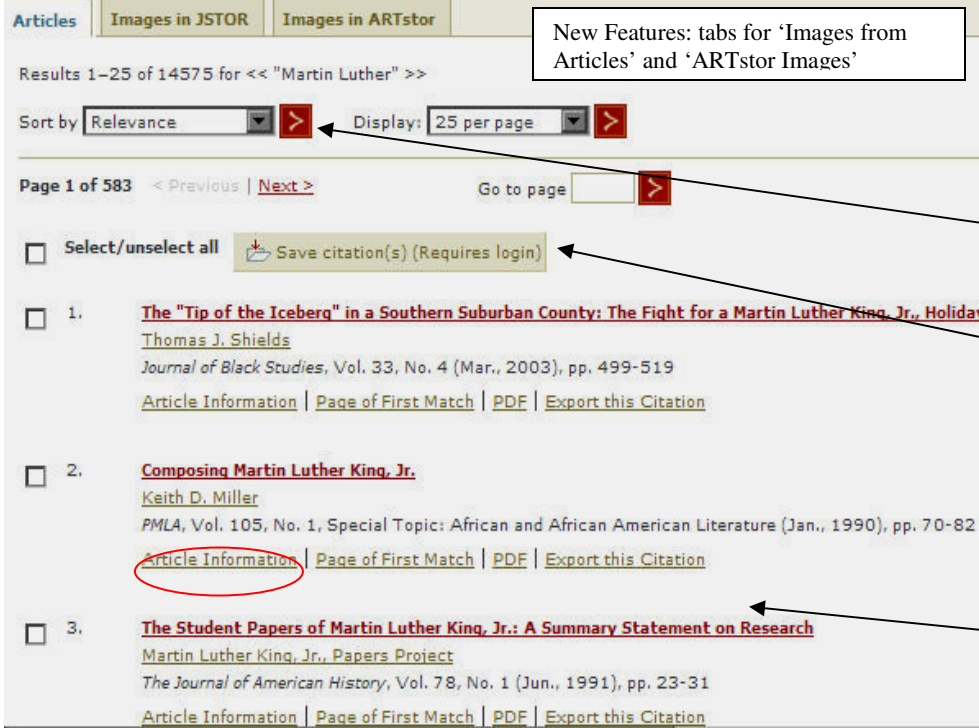 Articles Images in JSTOR Images in ARTstor
New Features: tabs for ‘Images from
Articles’ and ‘ARTstor Images’
Results 1–25 of 14575 for << "Martin Luther" >>
Sort by Relevance > Display: 25 per page >
Page 1 of 583 < Previous | Next > Go to page >
Select/unselect all Save citation(s) (Requires login)
1. The "Tip of the Iceberg" in a Southern Suburban County: The Fight for a Martin Luther King, Jr., Holiday
Thomas J. Shields
Journal of Black Studies, Vol. 33, No. 4 (Mar., 2003), pp. 499-519
Article Information | Page of First Match | PDF | Export this Citation
2. Composing Martin Luther King, Jr.
Keith D. Miller
PMLA, Vol. 105, No. 1, Special Topic: African and African American Literature (Jan., 1990), pp. 70-82
Article Information | Page of First Match | PDF | Export this Citation
3. The Student Papers of Martin Luther King, Jr.: A Summary Statement on Research
Martin Luther King, Jr., Papers Project
The Journal of American History, Vol. 78, No. 1 (Jun., 1991), pp. 23-31
Article Information | Page of First Match | PDF | Export this Citation